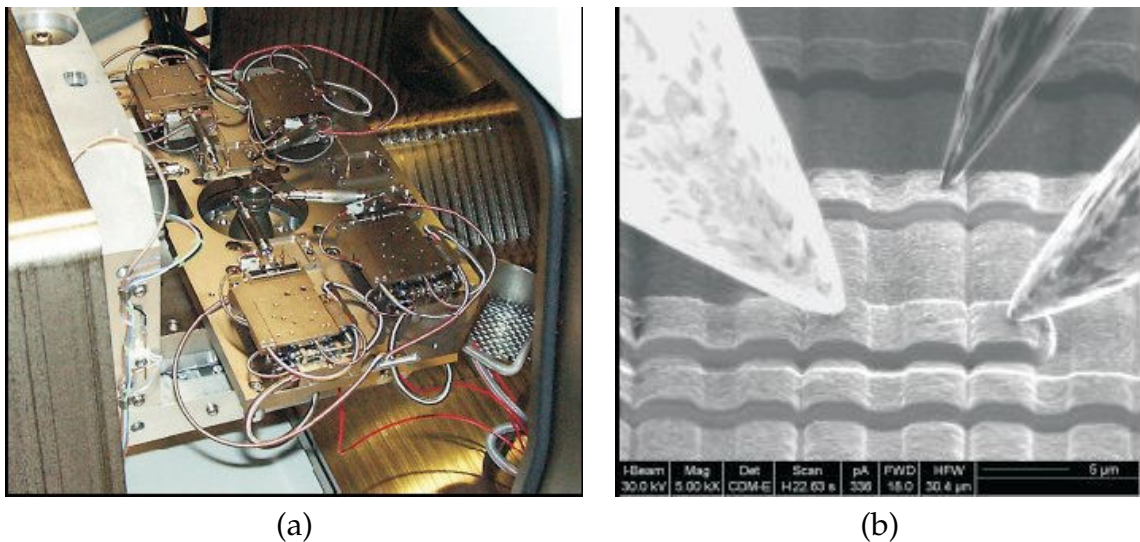 I-Beam Mag Det Scan pA FWD HFW 5 µm
30.0 kV 5.00 kX CDM-E H 22.63 s 336 16.0 30.4 µm
(a) (b)